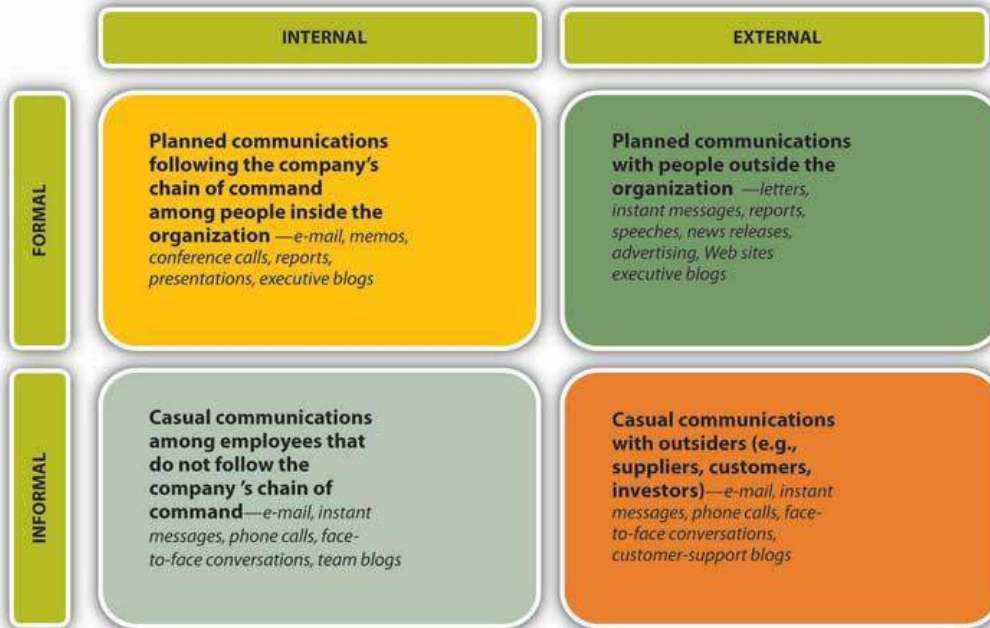 INTERNAL
EXTERNAL
FORMAL
Planned communications
following the company's
chain of command
among people inside the
organization —e-mail, memos,
conference calls, reports,
presentations, executive blogs
Planned communications
with people outside the
organization —letters,
instant messages, reports,
speeches, news releases,
advertising, Web sites
executive blogs
INFORMAL
Casual communications
among employees that
do not follow the
company 's chain of
command—e-mail, instant
messages, phone calls, face-
to-face conversations, team blogs
Casual communications
with outsiders (e.g.,
suppliers, customers,
investors)—e-mail, instant
messages, phone calls, face-
to-face conversations,
customer-support blogs